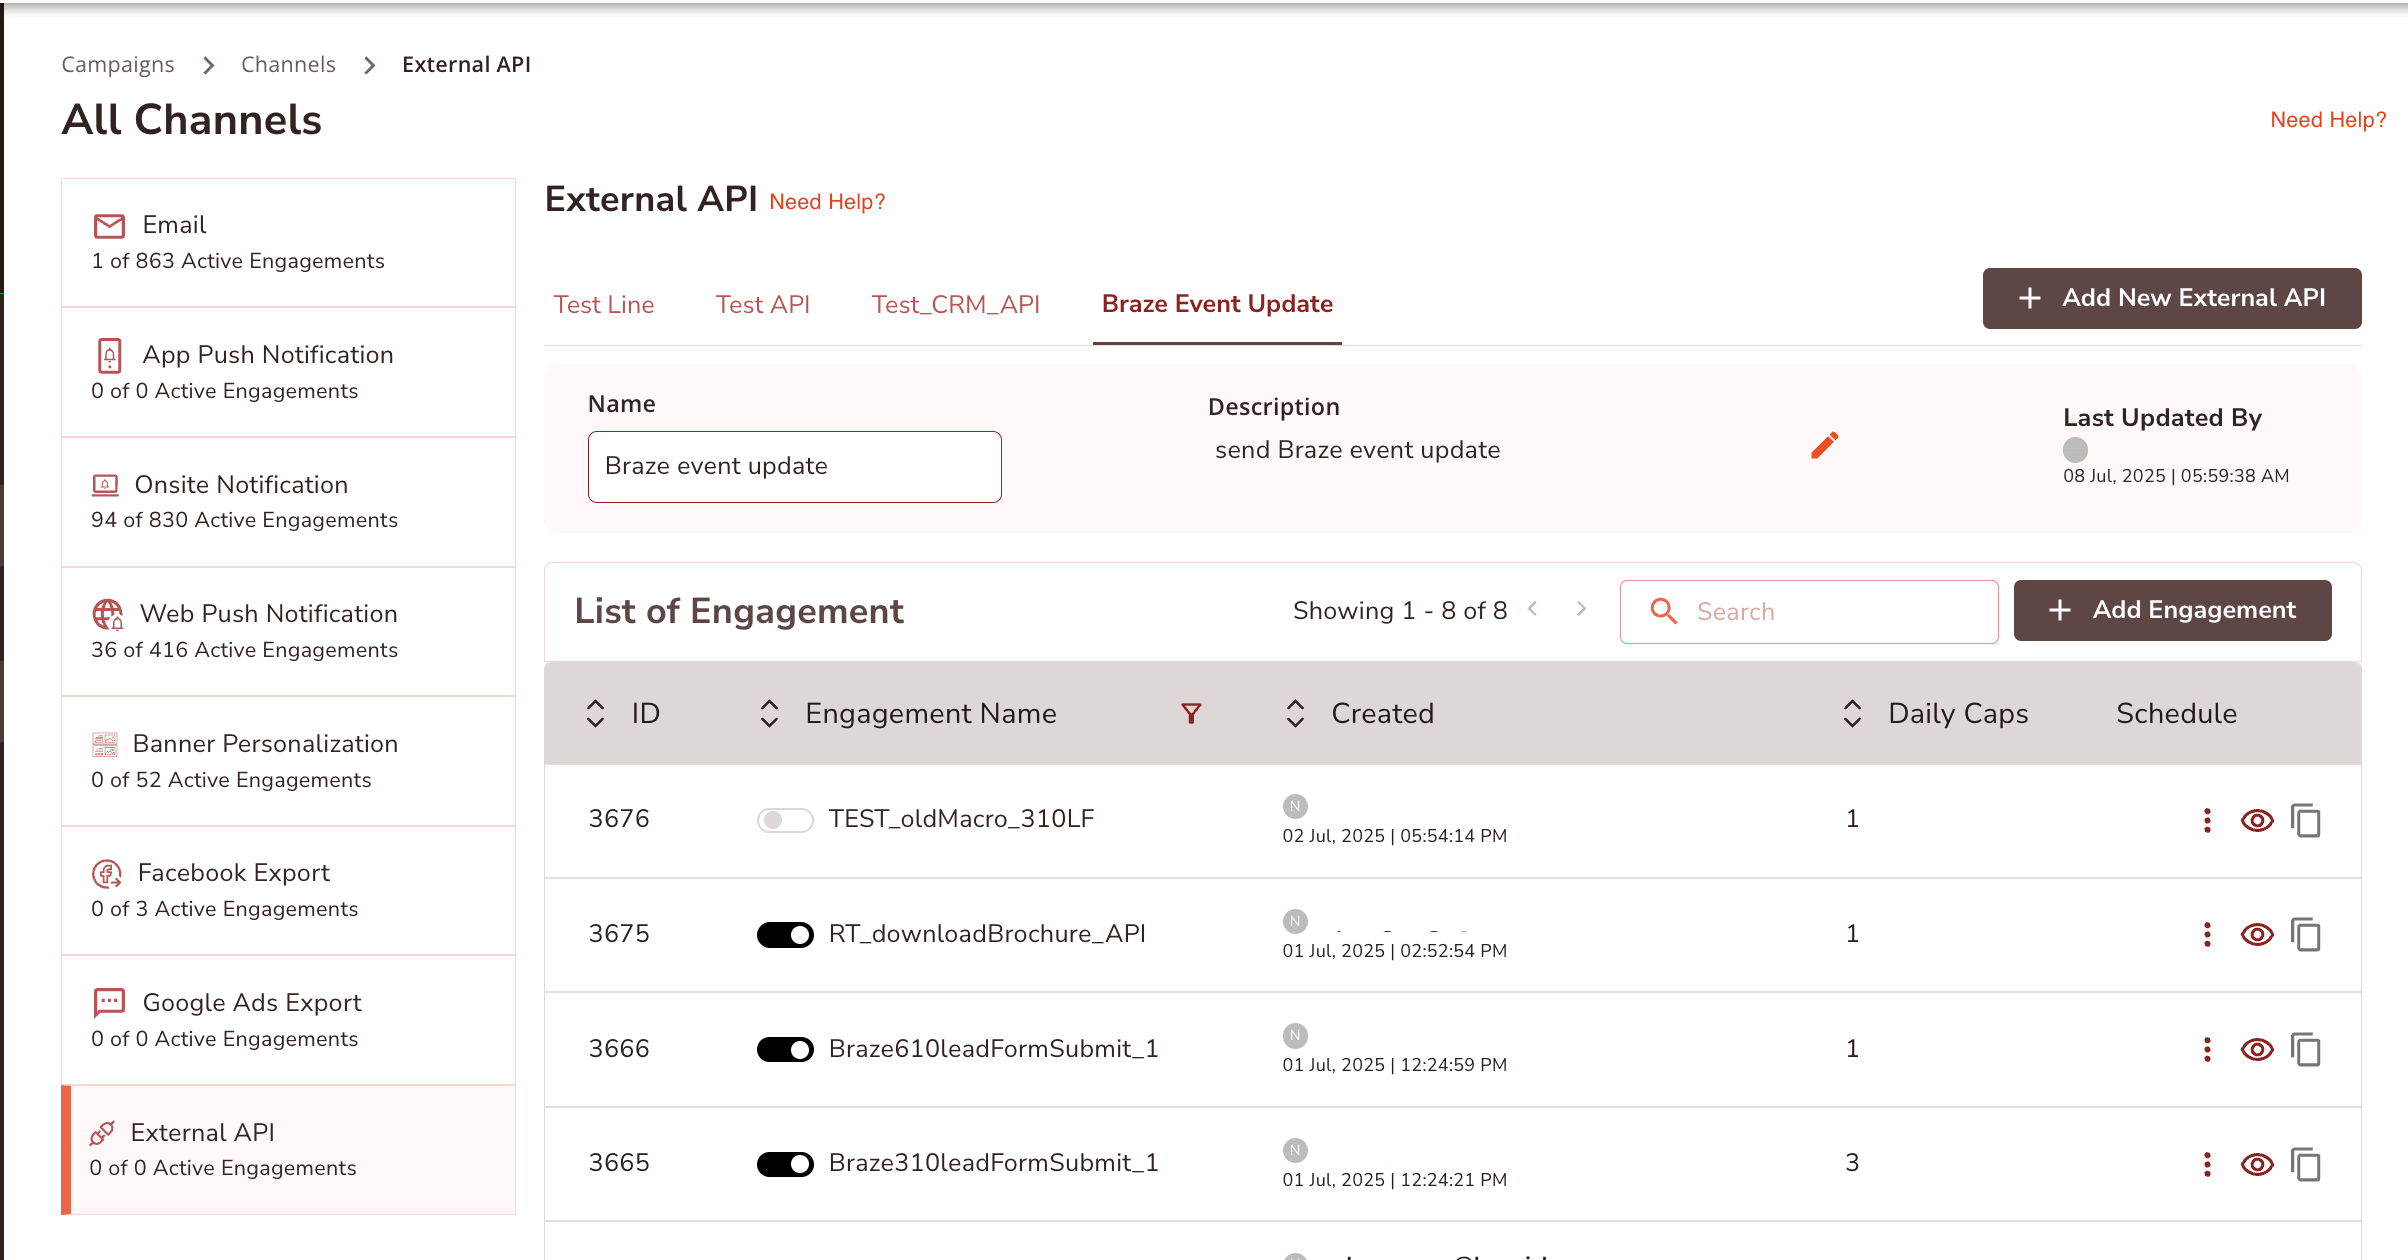 Campaigns > Channels > External API
All Channels
Need Help?
Email
1 of 863 Active Engagements
App Push Notification
0 of 0 Active Engagements
Onsite Notification
94 of 830 Active Engagements
Web Push Notification
36 of 416 Active Engagements
Banner Personalization
0 of 52 Active Engagements
Facebook Export
0 of 3 Active Engagements
Google Ads Export
0 of 0 Active Engagements
External API
0 of 0 Active Engagements
External API Need Help?
Test Line Test API Test_CRM_API Braze Event Update
+ Add New External API
Name
Braze event update
Description
send Braze event update
Last Updated By
08 Jul, 2025 | 05:59:38 AM
List of Engagement
Showing 1 - 8 of 8
Search
+ Add Engagement
ID Engagement Name Created Daily Caps Schedule
3676 TEST_oldMacro_310LF N 1
02 Jul, 2025 | 05:54:14 PM
3675 RT_downloadBrochure_API N 1
01 Jul, 2025 | 02:52:54 PM
3666 Braze610leadFormSubmit_1 N 1
01 Jul, 2025 | 12:24:59 PM
3665 Braze310leadFormSubmit_1 N 3
01 Jul, 2025 | 12:24:21 PM